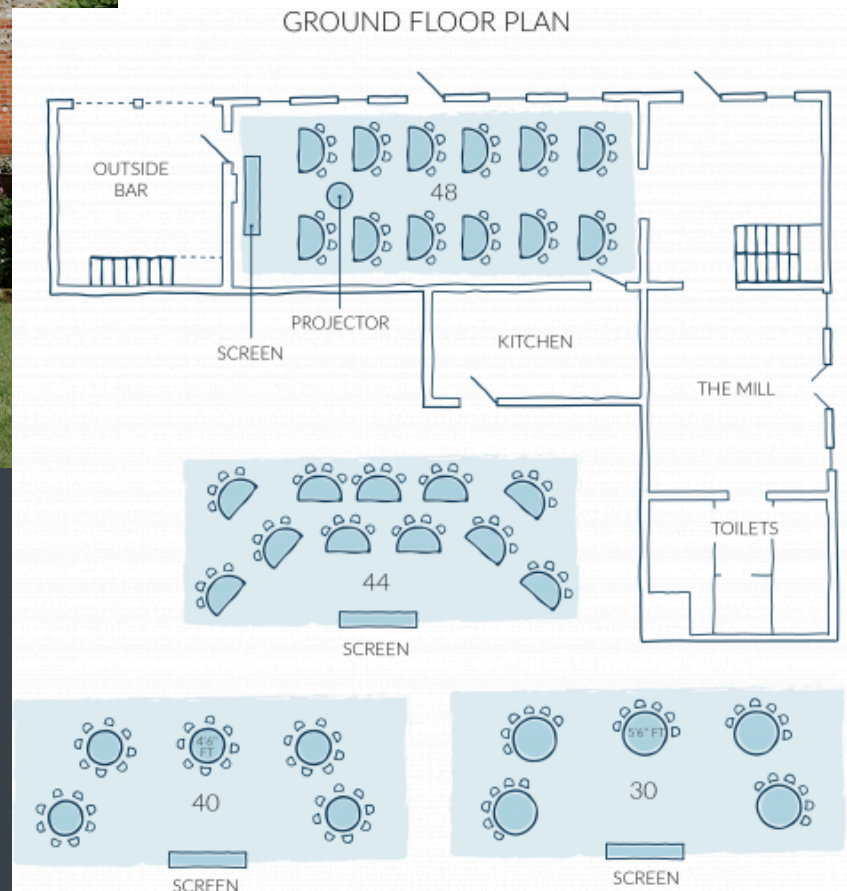 GROUND FLOOR PLAN
OUTSIDE
BAR
48
PROJECTOR
SCREEN
KITCHEN
THE MILL
TOILETS
44
SCREEN
4'6"
FT
40
SCREEN
5'6" FT
30
SCREEN